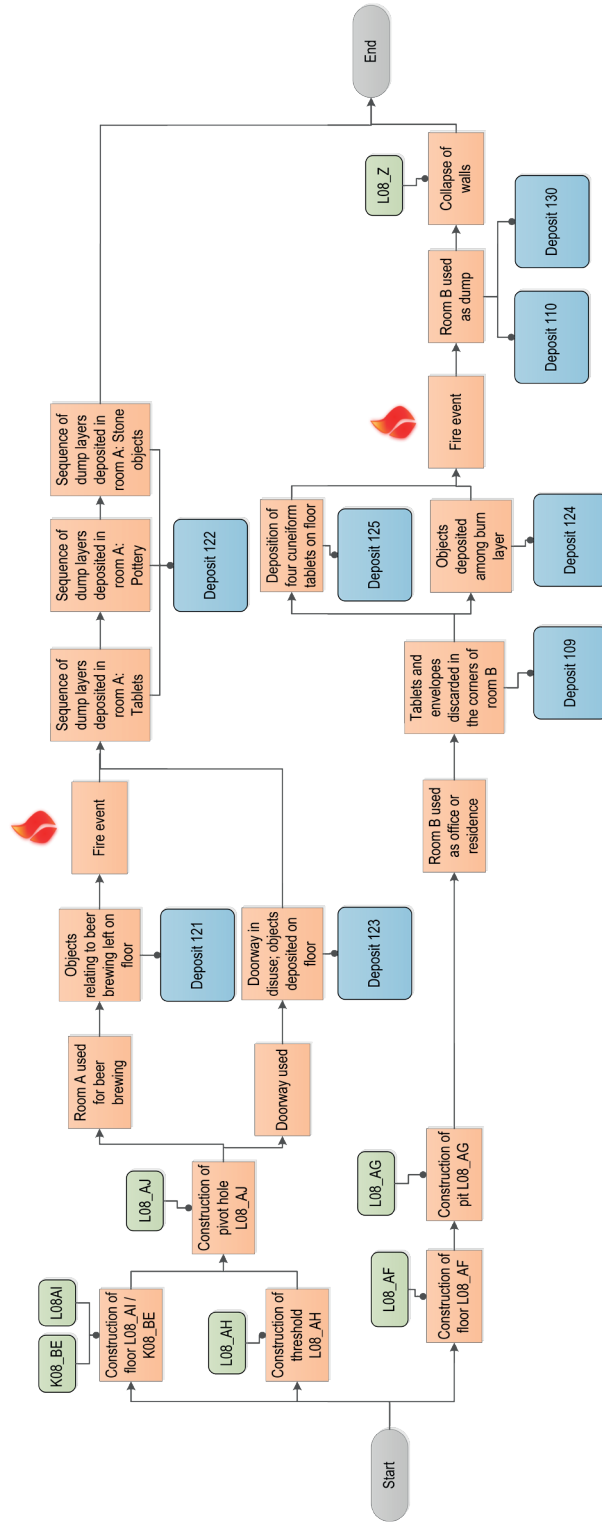 Start
K08_BE
L08AI
Construction of
floor L08_AI /
K08_BE
L08_AH
Construction of
threshold
L08_AH
L08_AJ
Construction of
pivot hole
L08_AJ
Room A used
for beer
brewing
Objects
relating to beer
brewing left on
floor
Deposit 121
Fire event
Doorway used
Doorway in
disuse; objects
deposited on
floor
Deposit 123
Sequence of
dump layers
deposited in
room A:
Tablets
Sequence of
dump layers
deposited in
room A:
Pottery
Sequence of
dump layers
deposited in
room A: Stone
objects
Deposit 122
L08_AF
Construction of
floor L08_AF
L08_AG
Construction of
pit L08_AG
Room B used
as office or
residence
Tablets and
envelopes
discarded in
the corners of
room B
Deposit 109
Deposition of
four cuneiform
tablets on floor
Deposit 125
Objects
deposited
among burn
layer
Deposit 124
Fire event
Room B used
as dump
Deposit 110
Deposit 130
L08_Z
Collapse of
walls
End